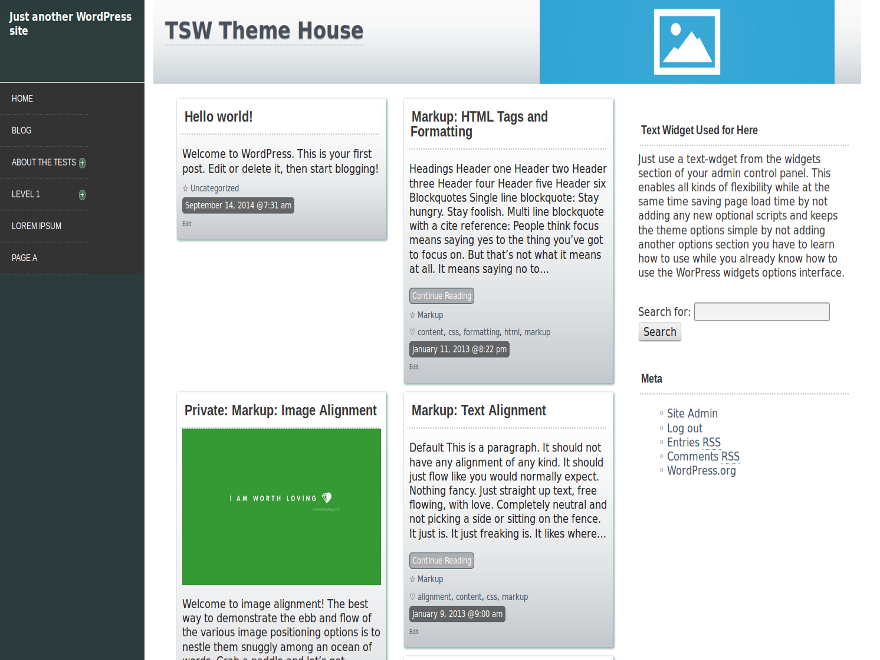 Just another WordPress
site
HOME
BLOG
ABOUT THE TESTS
LEVEL 1
LOREM IPSUM
PAGE A
TSW Theme House
Hello world!
Welcome to WordPress. This is your first
post. Edit or delete it, then start blogging!
☆ Uncategorized
September 14, 2014 @7:31 am
Edit
Markup: HTML Tags and
Formatting
Headings Header one Header two Header
three Header four Header five Header six
Blockquotes Single line blockquote: Stay
hungry. Stay foolish. Multi line blockquote
with a cite reference: People think focus
means saying yes to the thing you’ve got
to focus on. But that’s not what it means
at all. It means saying no to…
Continue Reading
☆ Markup
♡ content, css, formatting, html, markup
January 11, 2013 @8:22 pm
Edit
Private: Markup: Image Alignment
I AM WORTH LOVING
Welcome to image alignment! The best
way to demonstrate the ebb and flow of
the various image positioning options is to
nestle them snuggly among an ocean of
words. Grab a paddle and let’s get
Markup: Text Alignment
Default This is a paragraph. It should not
have any alignment of any kind. It should
just flow like you would normally expect.
Nothing fancy. Just straight up text, free
flowing, with love. Completely neutral and
not picking a side or sitting on the fence.
It just is. It just freaking is. It likes where…
Continue Reading
☆ Markup
♡ alignment, content, css, markup
January 9, 2013 @9:00 am
Edit
Text Widget Used for Here
Just use a text-wdget from the widgets
section of your admin control panel. This
enables all kinds of flexibility while at the
same time saving page load time by not
adding any new optional scripts and keeps
the theme options simple by not adding
another options section you have to learn
how to use while you already know how to
use the WorPress widgets options interface.
Search for:
Search
Meta
Site Admin
Log out
Entries RSS
Comments RSS
WordPress.org